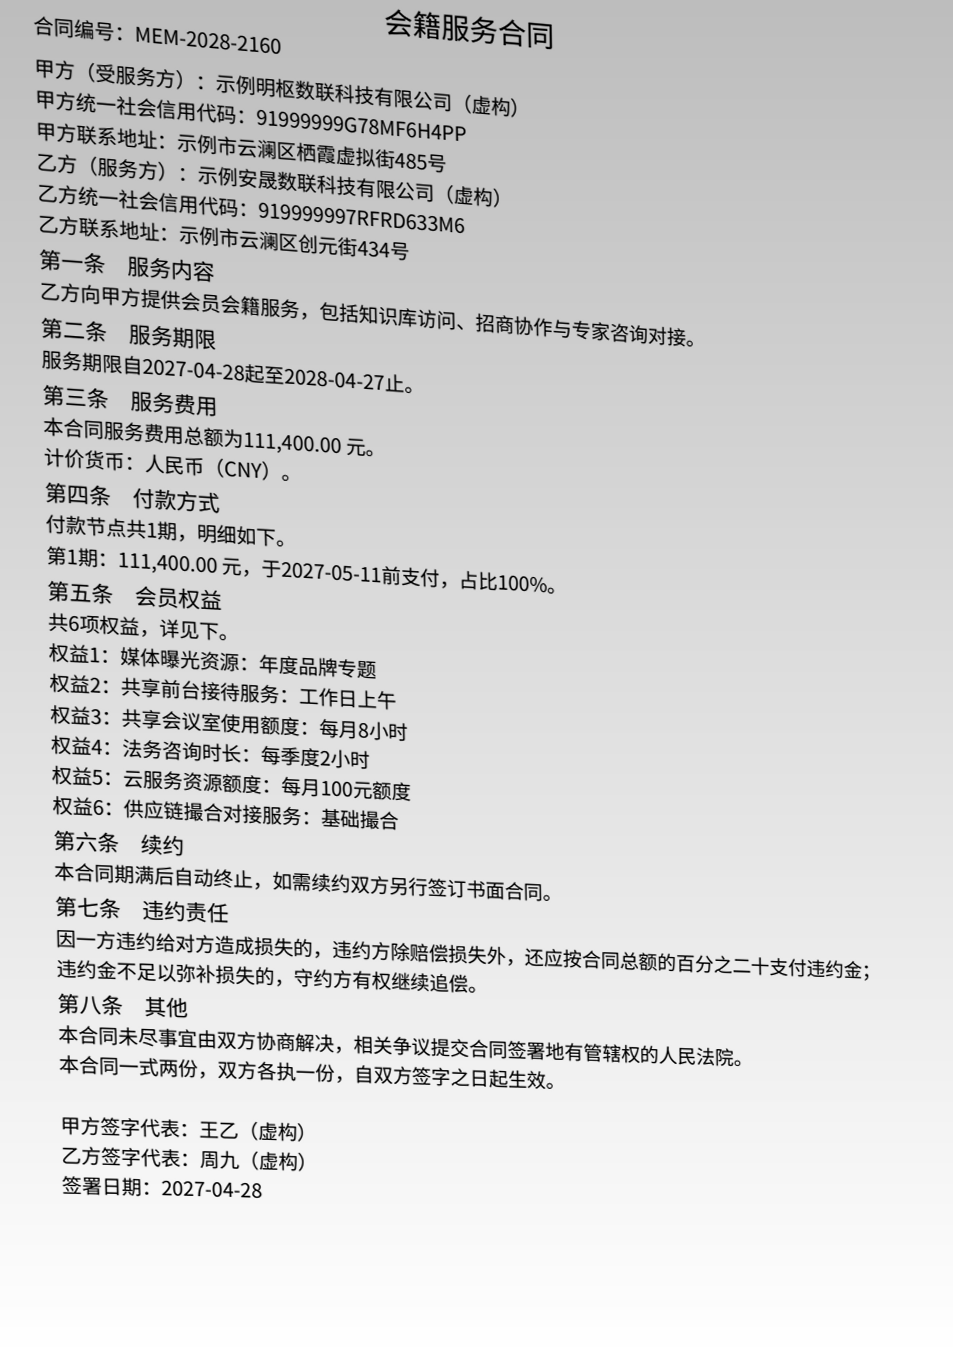 会籍服务合同
合同编号：MEM-2028-2160
甲方（受服务方）：示例明枢数联科技有限公司（虚构）
甲方统一社会信用代码：91999999G78MF6H4PP
甲方联系地址：示例市云澜区栖霞虚拟街485号
乙方（服务方）：示例安晟数联科技有限公司（虚构）
乙方统一社会信用代码：919999997RFRD633M6
乙方联系地址：示例市云澜区创元街434号
第一条　服务内容
乙方向甲方提供会员会籍服务，包括知识库访问、招商协作与专家咨询对接。
第二条　服务期限
服务期限自2027-04-28起至2028-04-27止。
第三条　服务费用
本合同服务费用总额为111,400.00 元。
计价货币：人民币（CNY）。
第四条　付款方式
付款节点共1期，明细如下。
第1期：111,400.00 元，于2027-05-11前支付，占比100%。
第五条　会员权益
共6项权益，详见下。
权益1：媒体曝光资源：年度品牌专题
权益2：共享前台接待服务：工作日上午
权益3：共享会议室使用额度：每月8小时
权益4：法务咨询时长：每季度2小时
权益5：云服务资源额度：每月100元额度
权益6：供应链撮合对接服务：基础撮合
第六条　续约
本合同期满后自动终止，如需续约双方另行签订书面合同。
第七条　违约责任
因一方违约给对方造成损失的，违约方除赔偿损失外，还应按合同总额的百分之二十支付违约金；
违约金不足以弥补损失的，守约方有权继续追偿。
第八条　其他
本合同未尽事宜由双方协商解决，相关争议提交合同签署地有管辖权的人民法院。
本合同一式两份，双方各执一份，自双方签字之日起生效。
甲方签字代表：王乙（虚构）
乙方签字代表：周九（虚构）
签署日期：2027-04-28